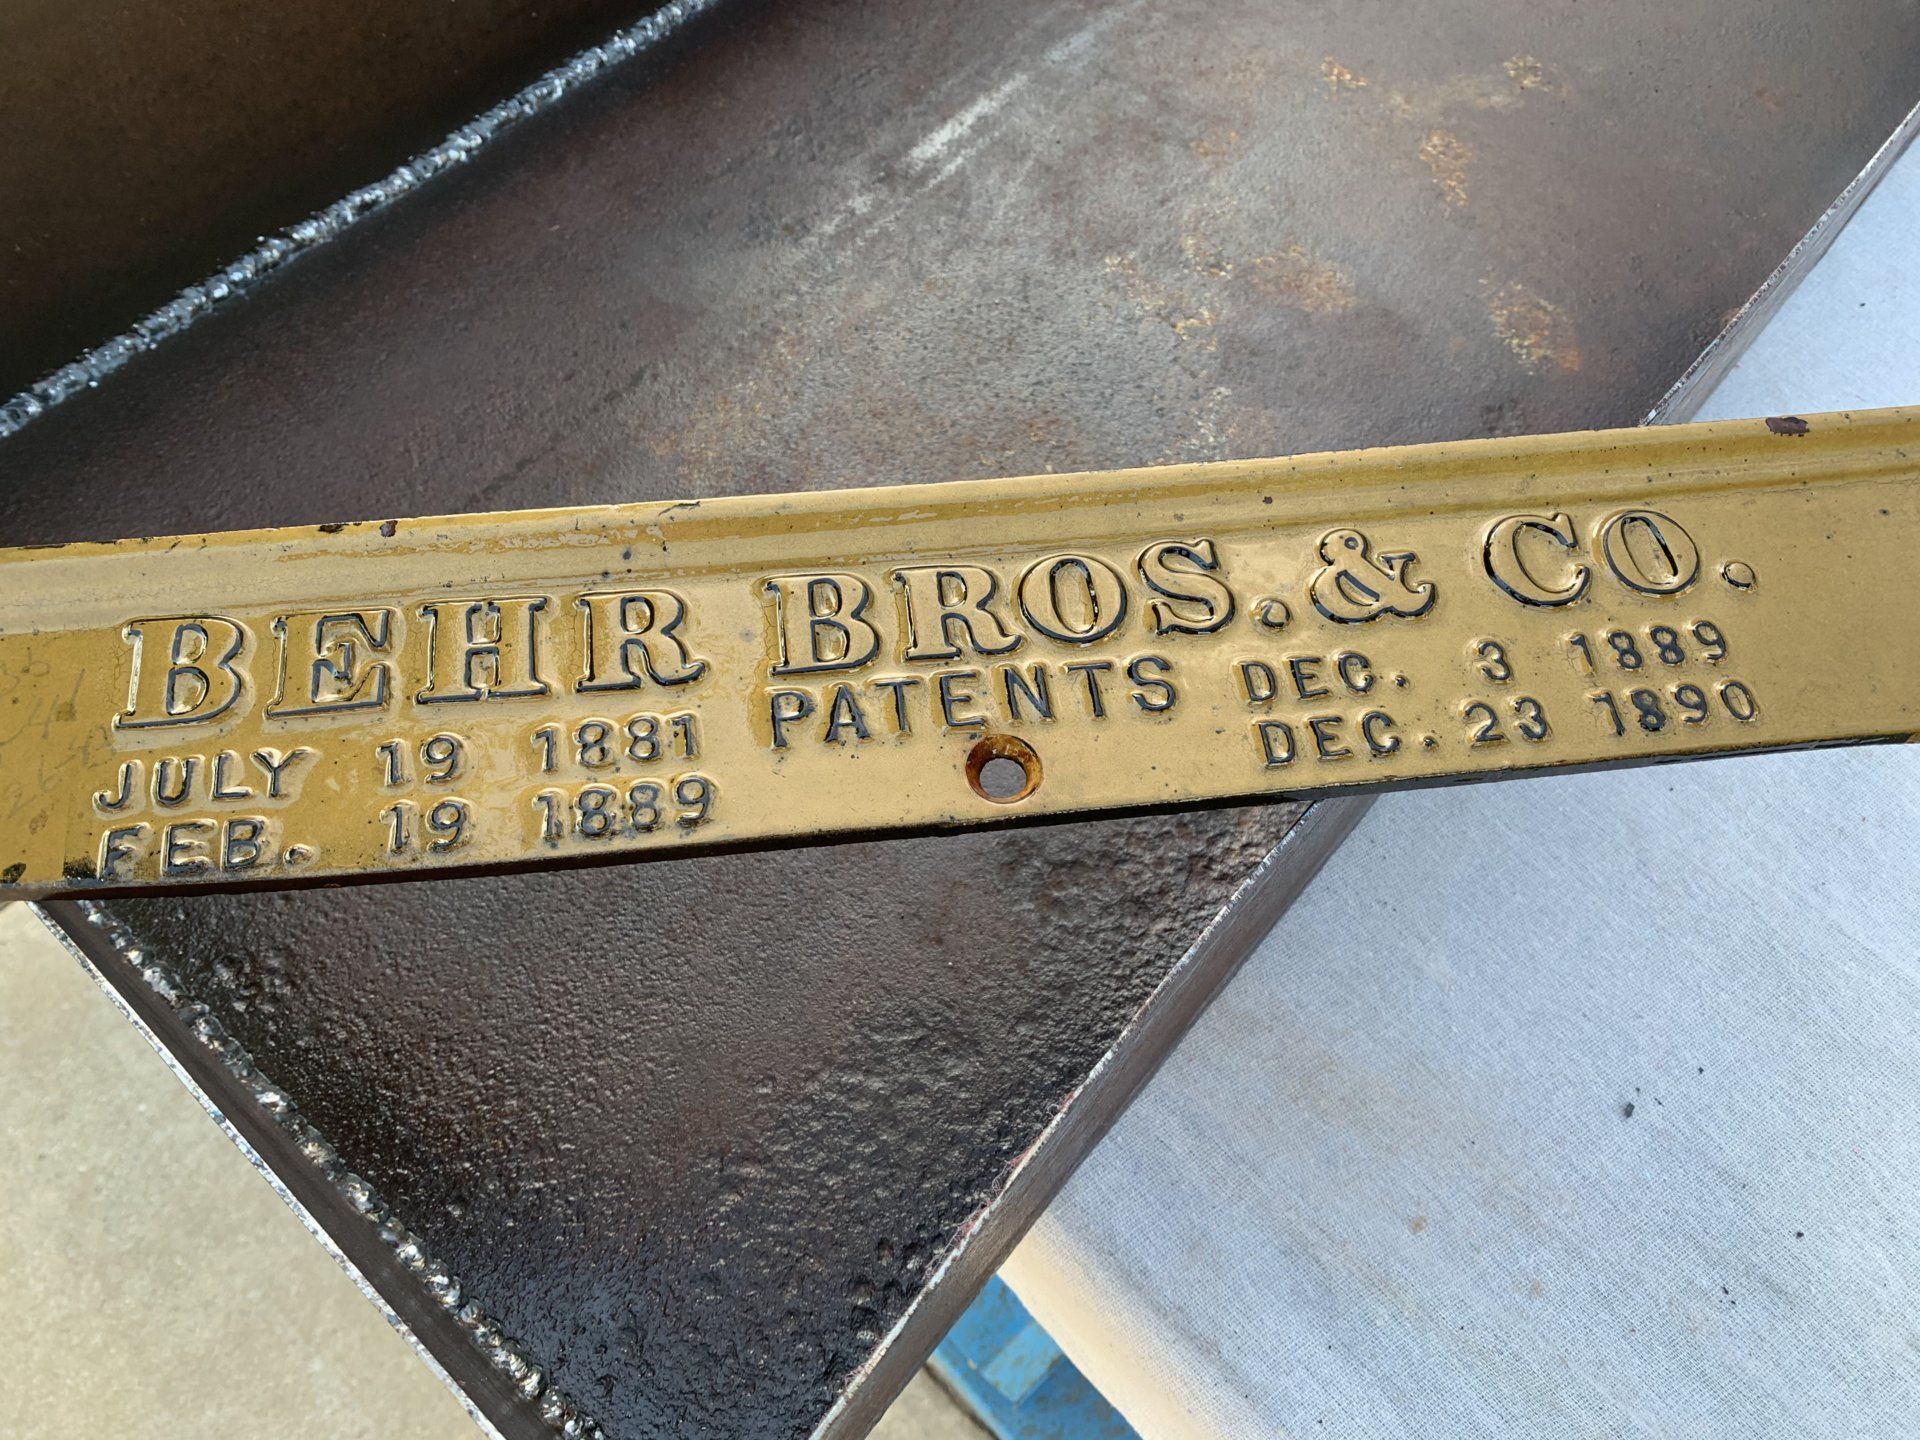 BEHR BROS. & CO.
PATENTS
JULY 19 1881
FEB. 19 1889
DEC. 3 1889
DEC. 23 1890